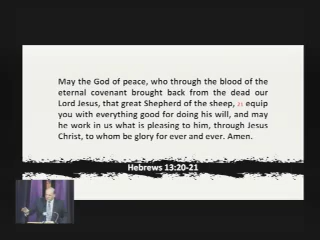 May the God of peace, who through the blood of the
eternal covenant brought back from the dead our
Lord Jesus, that great Shepherd of the sheep, 21 equip
you with everything good for doing his will, and may
he work in us what is pleasing to him, through Jesus
Christ, to whom be glory for ever and ever. Amen.
Hebrews 13:20-21